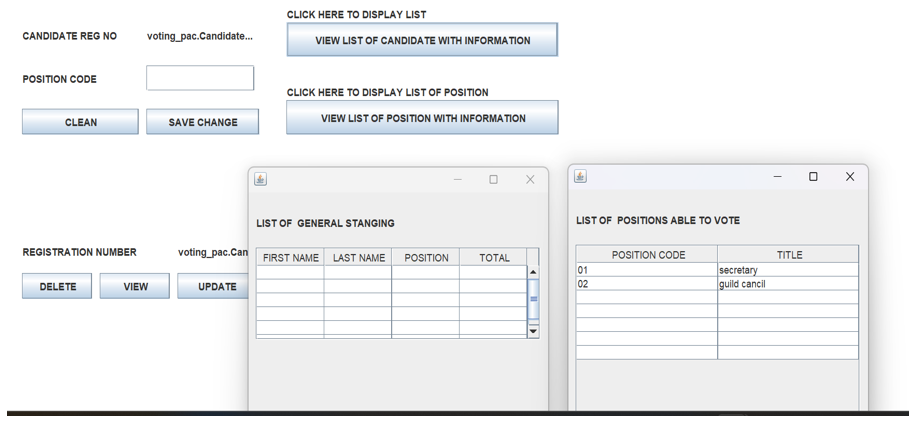 CLICK HERE TO DISPLAY LIST
CANDIDATE REG NO voting_pac.Candidate...
VIEW LIST OF CANDIDATE WITH INFORMATION
POSITION CODE
CLICK HERE TO DISPLAY LIST OF POSITION
CLEAN SAVE CHANGE
VIEW LIST OF POSITION WITH INFORMATION
REGISTRATION NUMBER voting_pac.Can
DELETE VIEW UPDATE
LIST OF GENERAL STANGING
FIRST NAME LAST NAME POSITION TOTAL
LIST OF POSITIONS ABLE TO VOTE
POSITION CODE TITLE
01 secretary
02 guild cancil